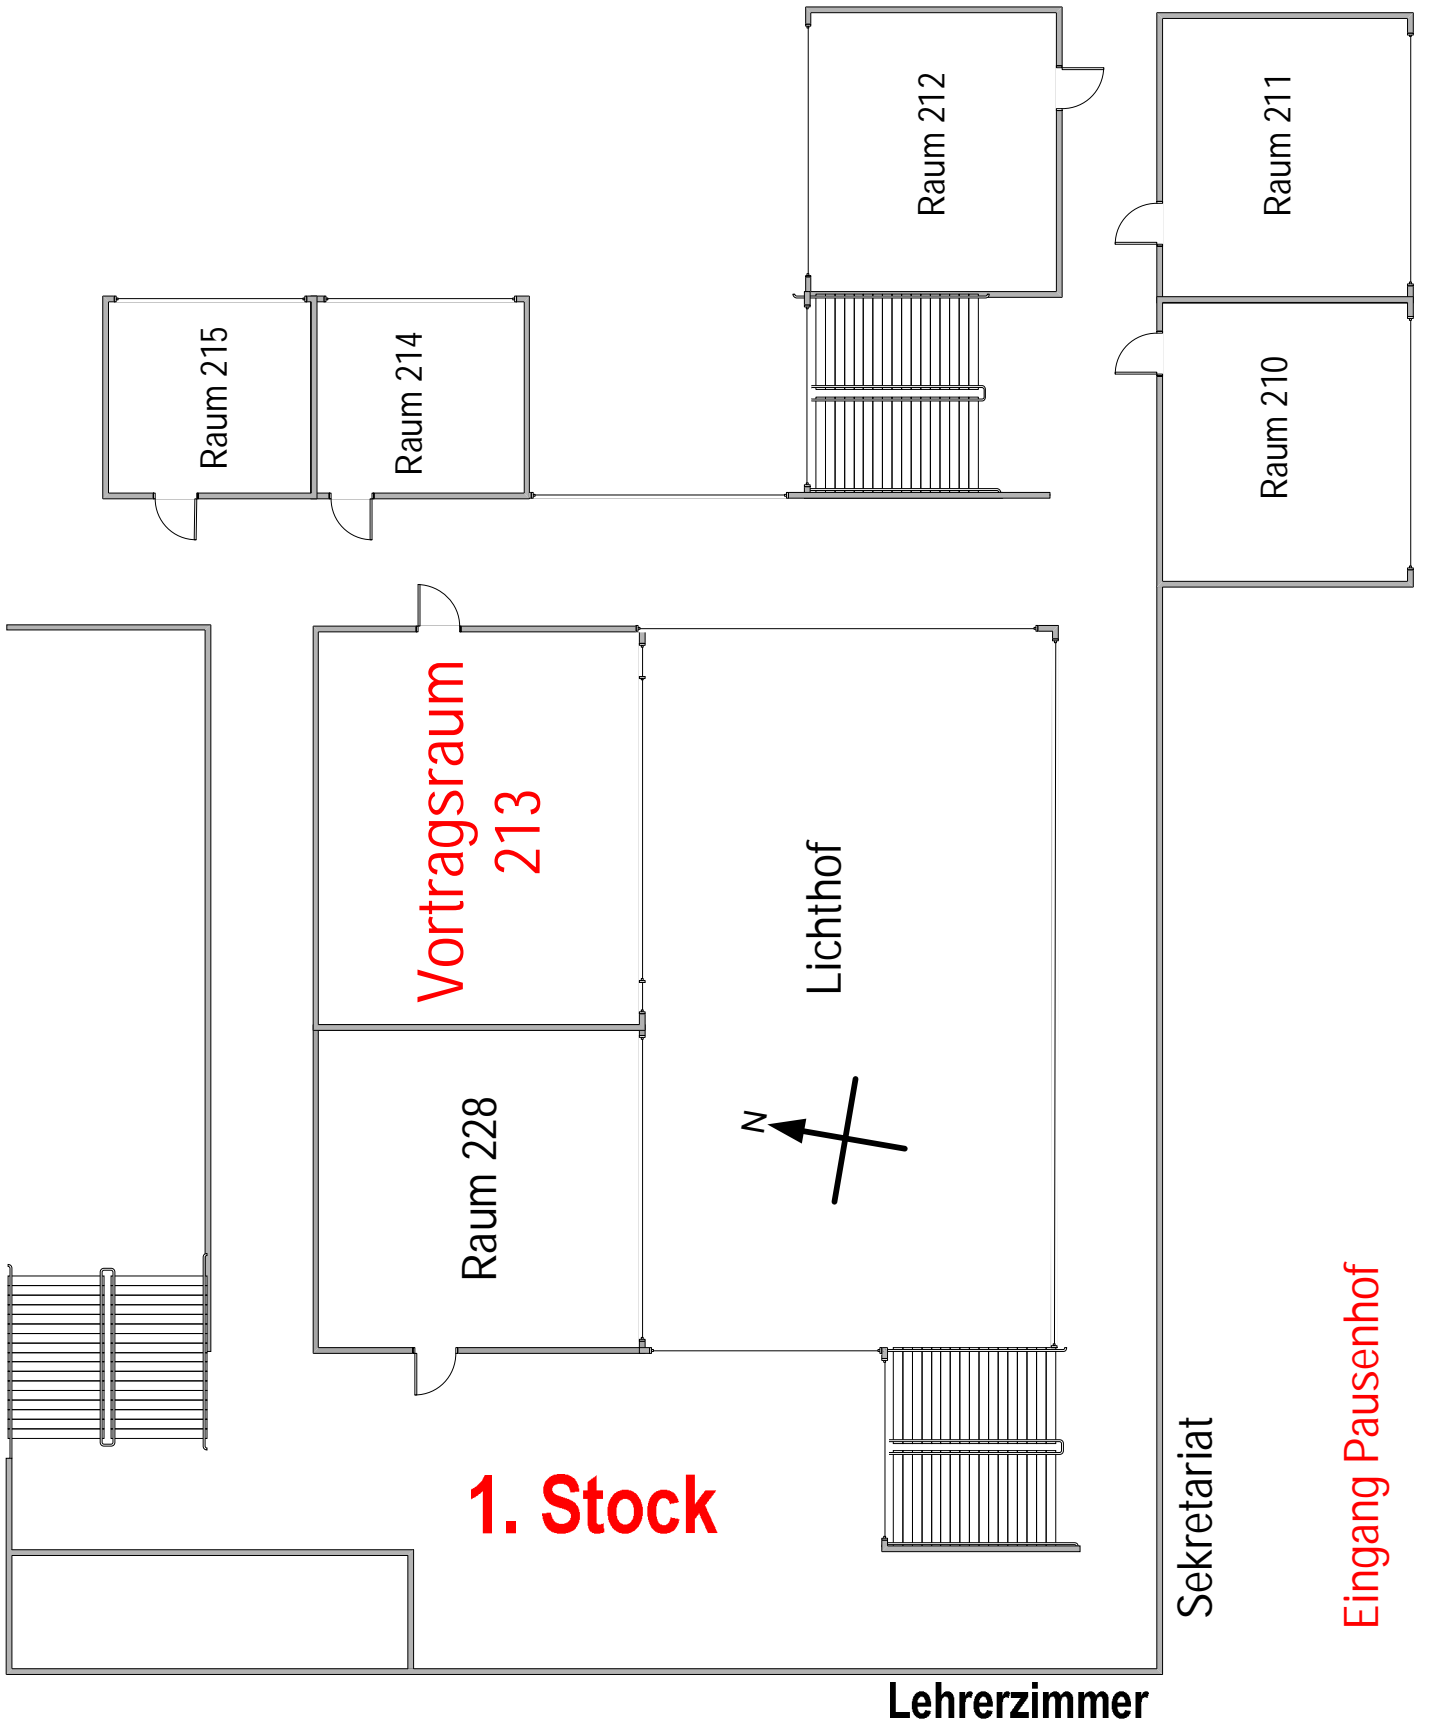 Raum 212
Raum 211
Raum 215
Raum 214
Raum 210
Vortragsraum
213
Lichthof
N
Raum 228
1. Stock
Sekretariat
Eingang Pausenhof
Lehrerzimmer